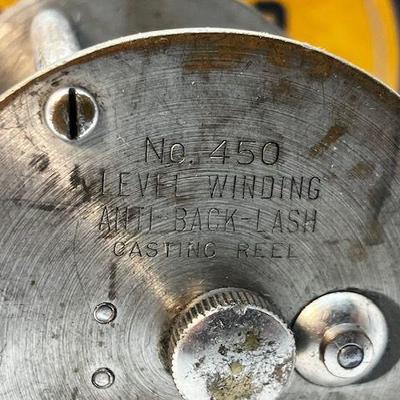 No. 450
LEVEL WINDING
ANTI BACK-LASH
CASTING REEL